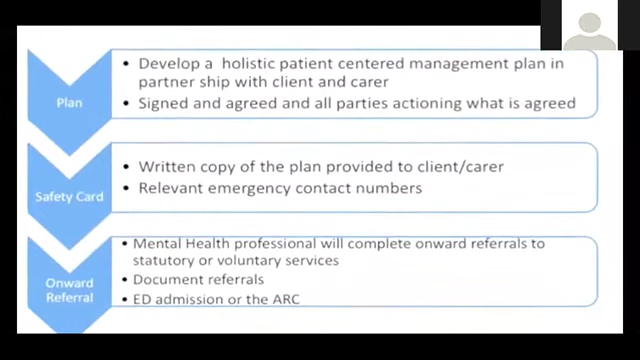 Plan
• Develop a holistic patient centered management plan in
partner ship with client and carer
• Signed and agreed and all parties actioning what is agreed
Safety Card
• Written copy of the plan provided to client/carer
• Relevant emergency contact numbers
Onward
Referral
• Mental Health professional will complete onward referrals to
statutory or voluntary services
• Document referrals
• ED admission or the ARC